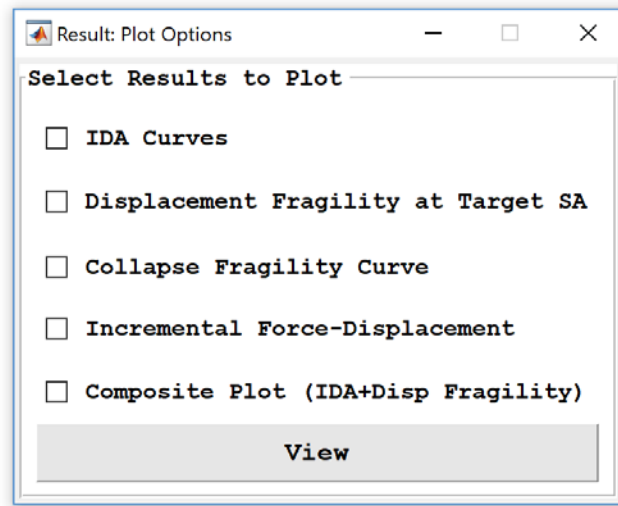 Result: Plot Options
Select Results to Plot
IDA Curves
Displacement Fragility at Target SA
Collapse Fragility Curve
Incremental Force-Displacement
Composite Plot (IDA+Disp Fragility)
View